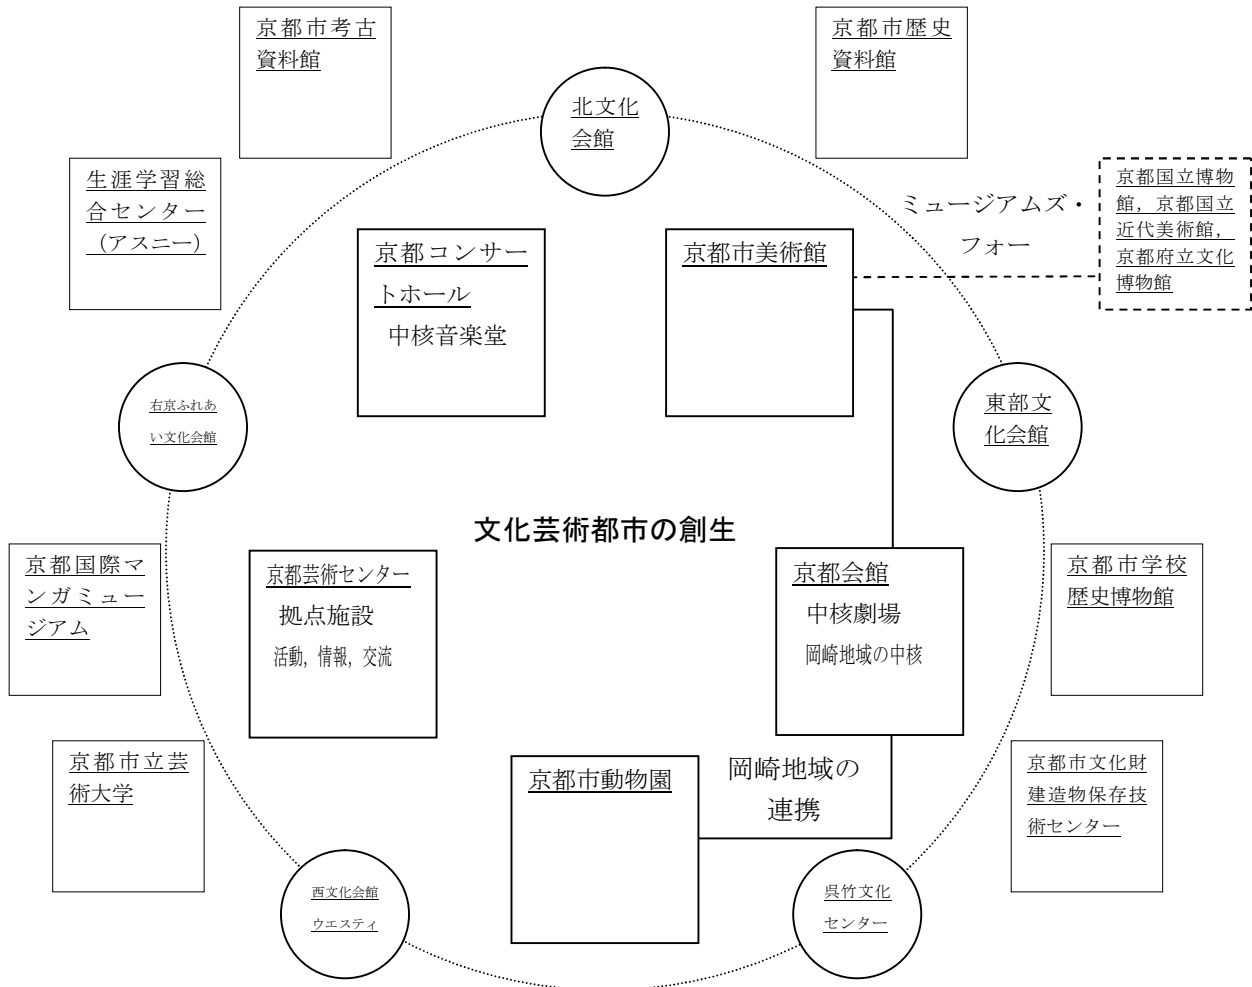 京都市考古
資料館
京都市歴史
資料館
北文化
会館
生涯学習総
合センター
（アスニー）
京都国立博物
館，京都国立
近代美術館，
京都府立文化
博物館
ミュージアムズ・
フォー
京都コンサー
トホール
中核音楽堂
京都市美術館
右京ふれあ
い文化会館
東部文
化会館
文化芸術都市の創生
京都国際マ
ンガミュー
ジアム
京都芸術センター
拠点施設
活動，情報，交流
京都会館
中核劇場
岡崎地域の中核
京都市学校
歴史博物館
京都市立芸
術大学
京都市動物園
岡崎地域の
連携
京都市文化財
建造物保存技
術センター
西文化会館
ウエスティ
呉竹文化
センター